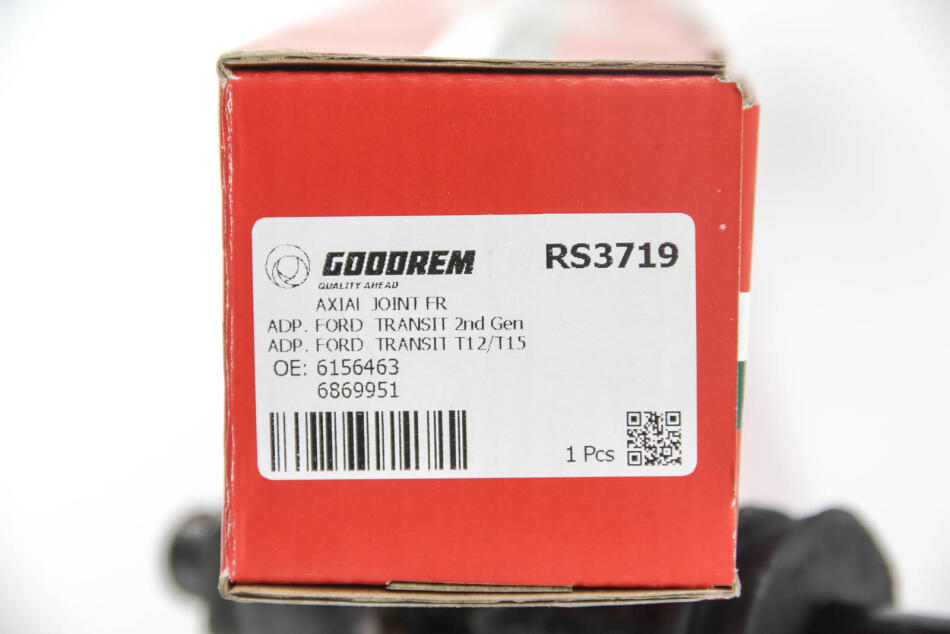 GOODREM
RS3719
QUALITY AHEAD
AXIAL JOINT FR
ADP. FORD TRANSIT 2nd Gen
ADP. FORD TRANSIT T12/T15
OE: 6156463
6869951
1 Pcs